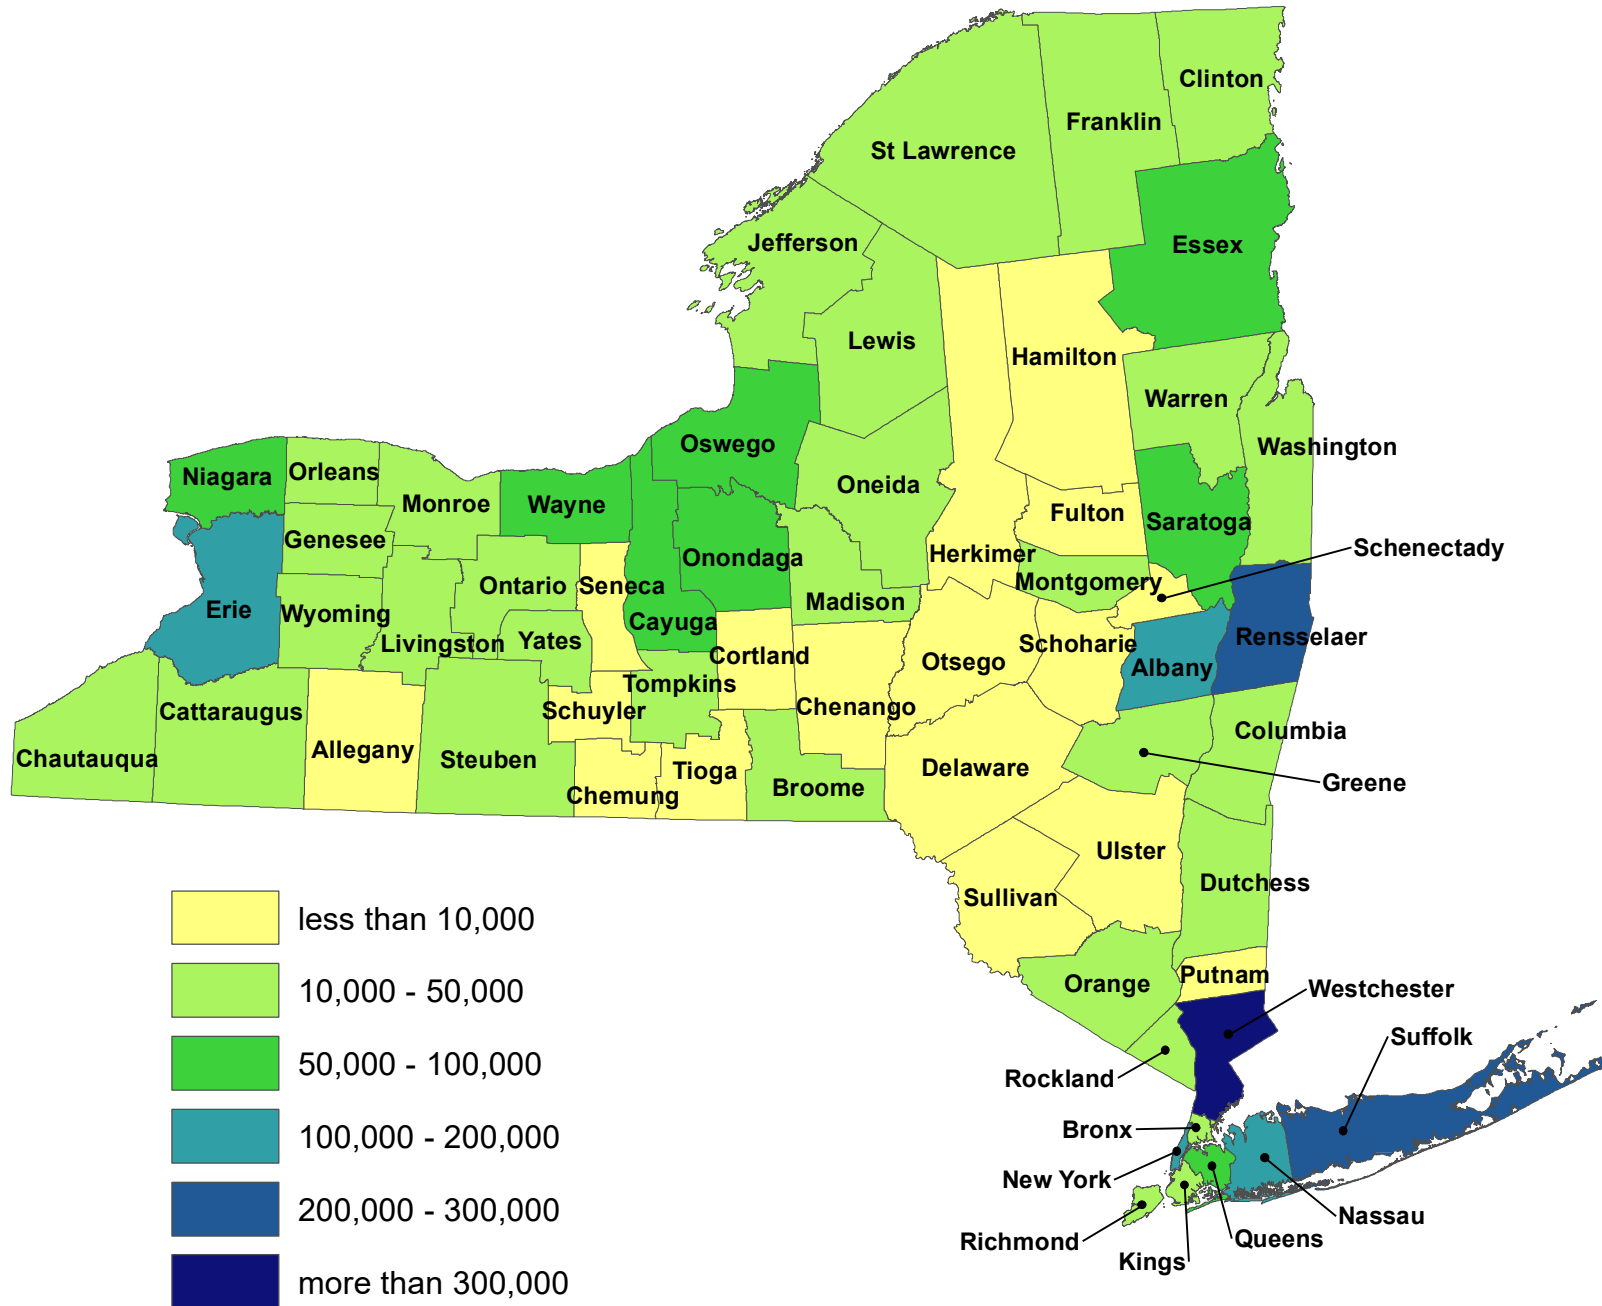 Clinton
Franklin
St Lawrence
Essex
Jefferson
Lewis
Hamilton
Warren
Washington
Oswego
Niagara
Orleans
Monroe
Wayne
Oneida
Fulton
Saratoga
Genesee
Onondaga
Herkimer
Schenectady
Montgomery
Ontario
Seneca
Erie
Wyoming
Madison
Cayuga
Livingston
Yates
Cortland
Otsego
Schoharie
Rensselaer
Albany
Tompkins
Cattaraugus
Schuyler
Chenango
Columbia
Chautauqua
Allegany
Steuben
Tioga
Delaware
Greene
Chemung
Broome
Ulster
Dutchess
Sullivan
Putnam
Orange
Westchester
Suffolk
Rockland
Bronx
New York
Nassau
Richmond
Queens
Kings
less than 10,000
10,000 - 50,000
50,000 - 100,000
100,000 - 200,000
200,000 - 300,000
more than 300,000